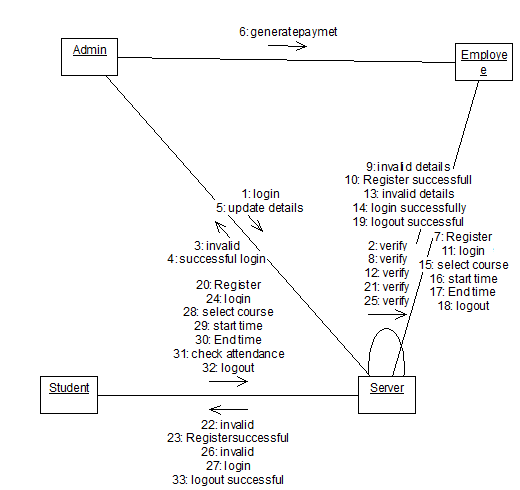 6: generatepaymet
Admin
Employe
e
9: invalid details
10: Register successfull
13: invalid details
14: login successfully
19: logout successful
1: login
5: update details
7: Register
11: login
15: select course
16: start time
17: End time
18: logout
2: verify
8: verify
12: verify
21: verify
25: verify
3: invalid
4: successful login
20: Register
24: login
28: select course
29: start time
30: End time
31: check attendance
32: logout
Student
Server
22: invalid
23: Registersuccessful
26: invalid
27: login
33: logout successful